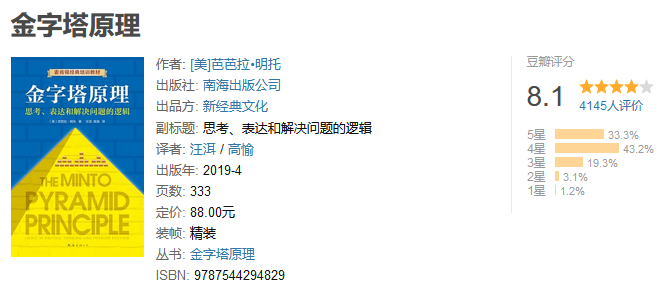 金字塔原理
麦肯锡经典培训教材
金字塔原理
思考、表达和解决问题的逻辑
THE MINTO
PYRAMID
PRINCIPLE
作者: [美]芭芭拉•明托
出版社: 南海出版公司
出品方: 新经典文化
副标题: 思考、表达和解决问题的逻辑
译者: 汪洱 / 高愉
出版年: 2019-4
页数: 333
定价: 88.00元
装帧: 精装
丛书: 金字塔原理
ISBN: 9787544294829
豆瓣评分
8.1
4145人评价
5星 33.3%
4星 43.2%
3星 19.3%
2星 3.1%
1星 1.2%